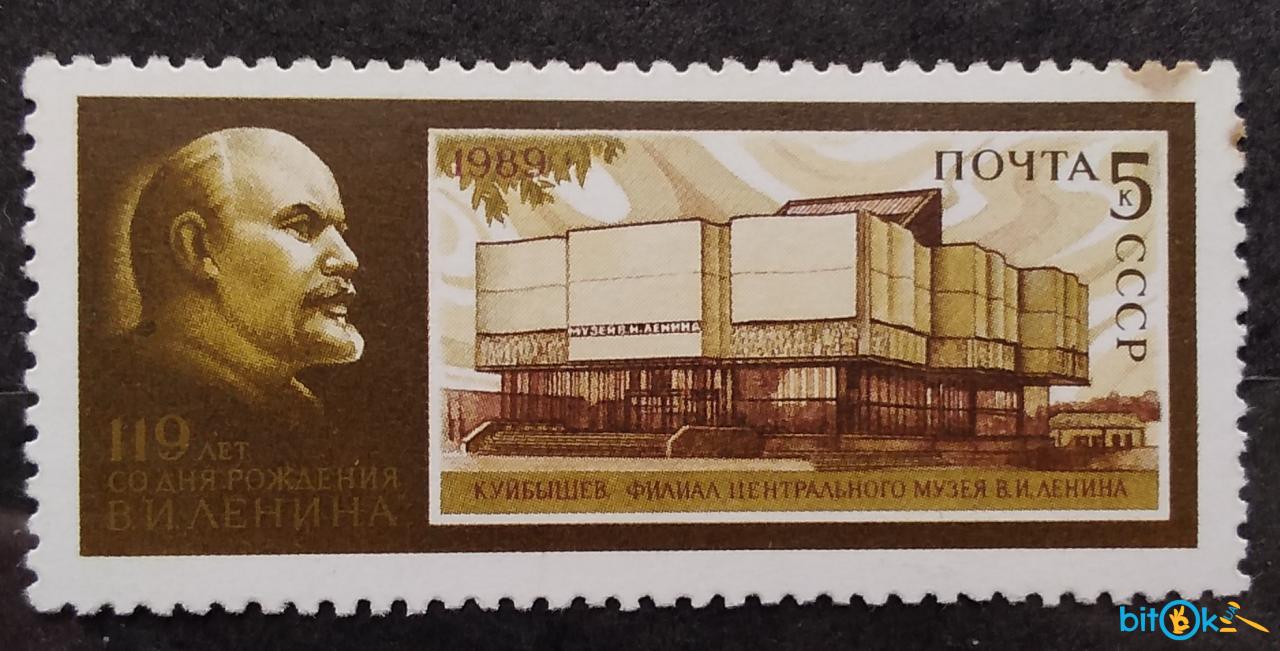 1989
ПОЧТА 5 к
СССР
МУЗЕЙ В.И.ЛЕНИНА
119 ЛЕТ
СО ДНЯ РОЖДЕНИЯ
В.И.ЛЕНИНА
КУЙБЫШЕВ. ФИЛИАЛ ЦЕНТРАЛЬНОГО МУЗЕЯ В.И.ЛЕНИНА
bitOk